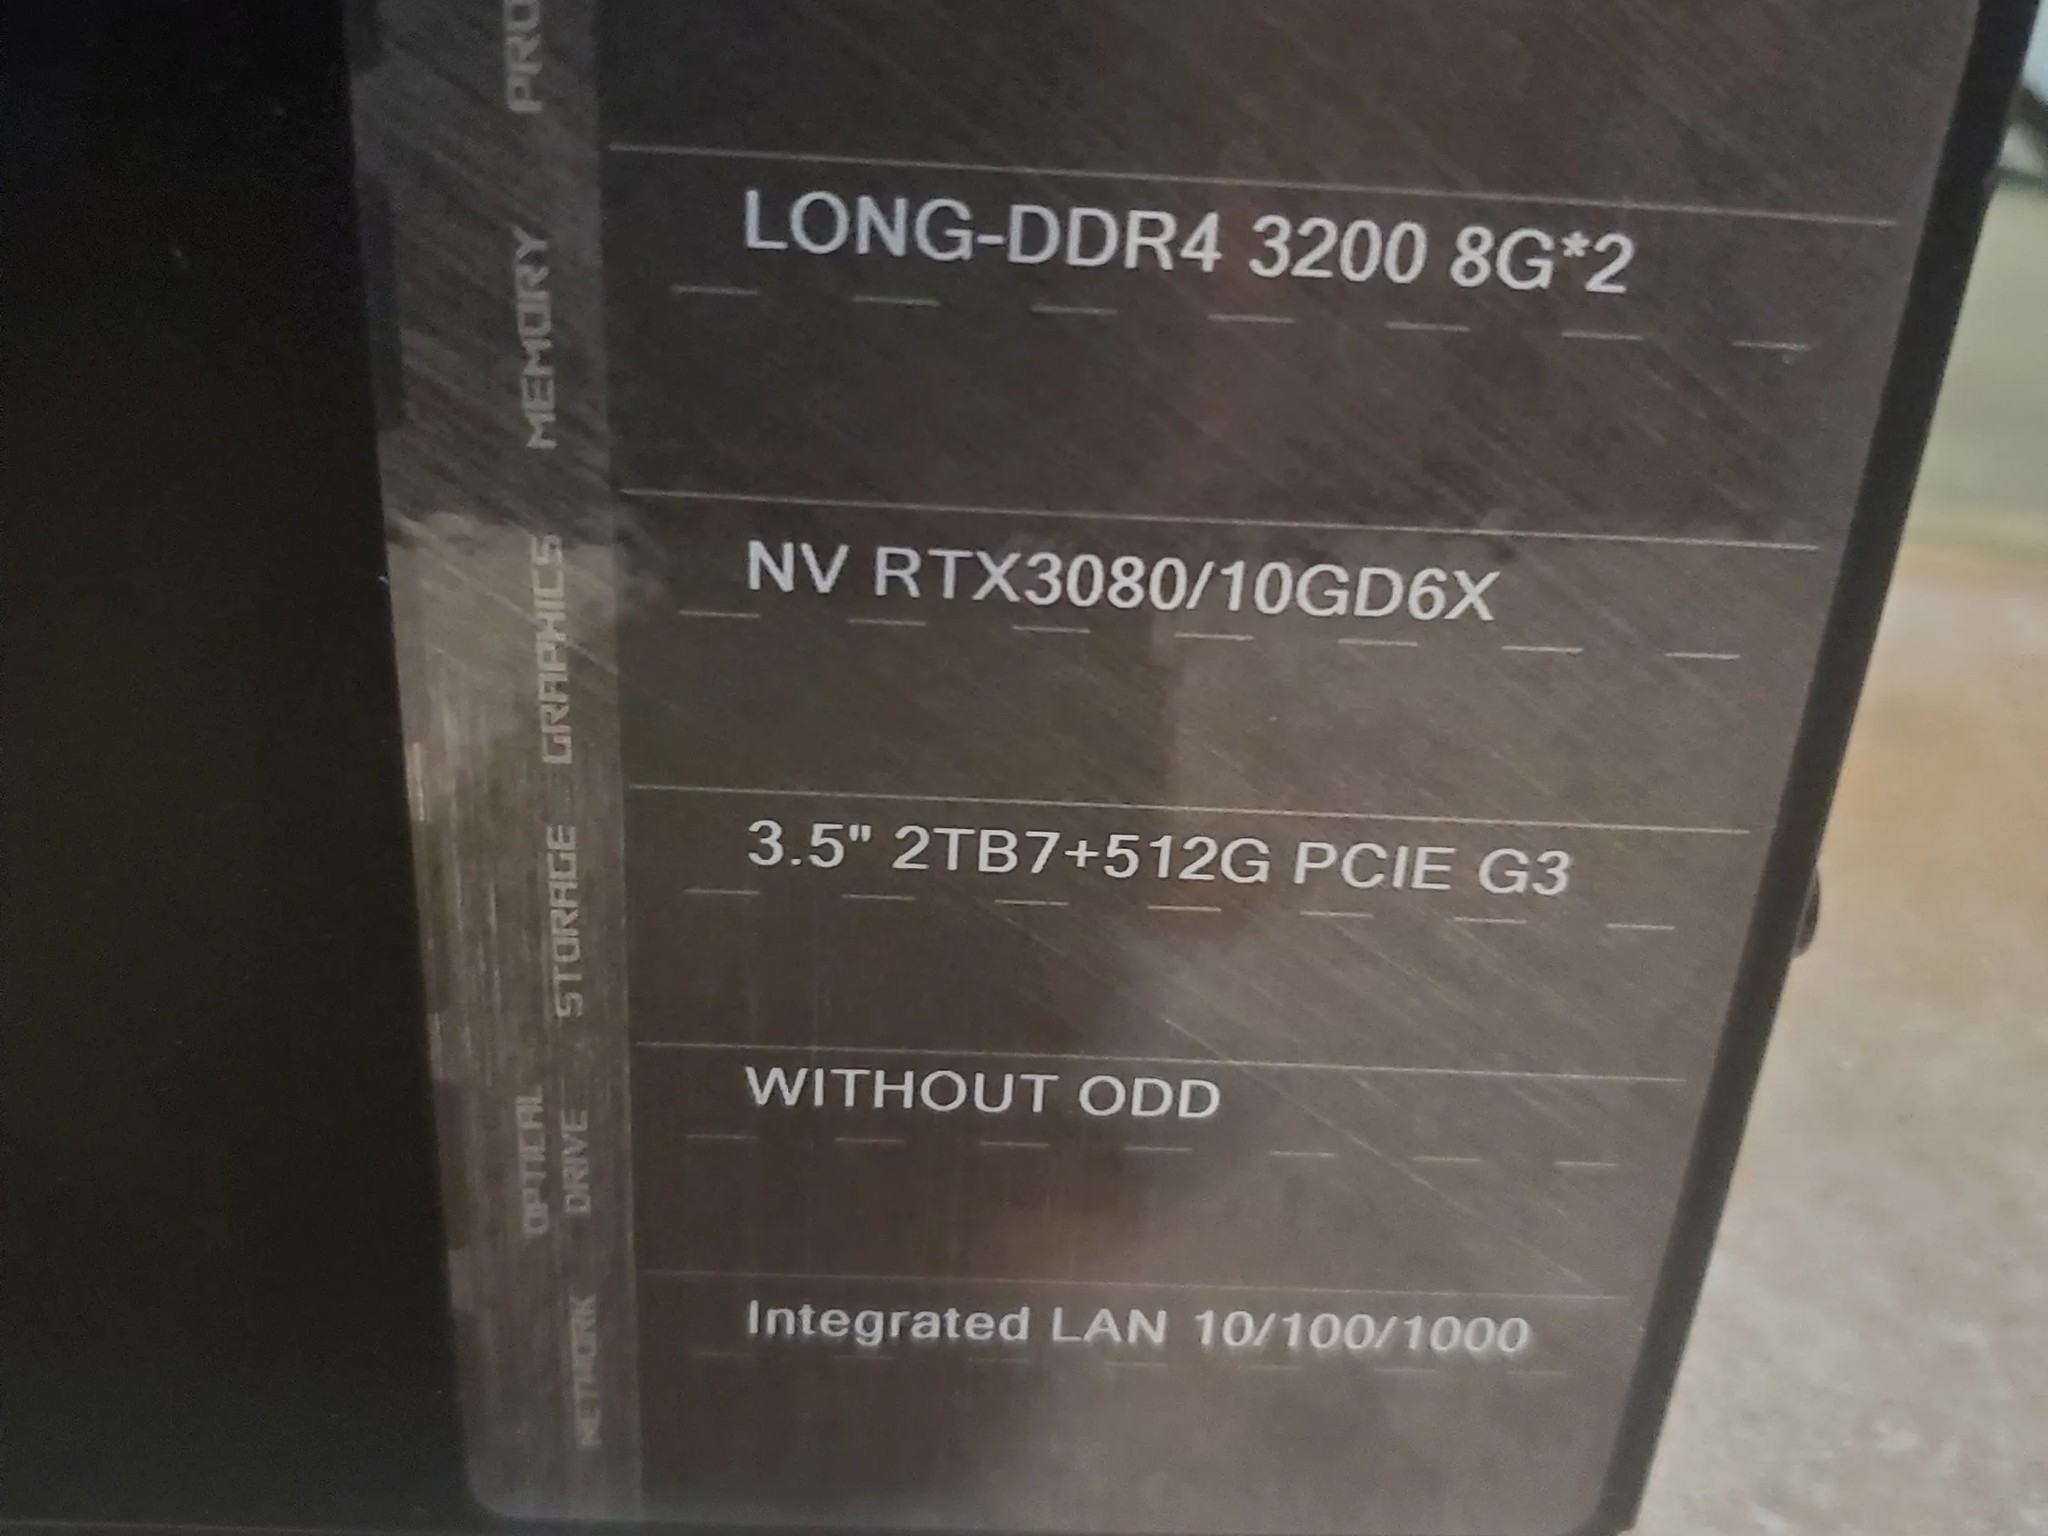 PRO
MEMORY
LONG-DDR4 3200 8G*2
GRAPHICS
NV RTX3080/10GD6X
STORAGE
3.5" 2TB7+512G PCIE G3
OPTICAL
DRIVE
WITHOUT ODD
NETWORK
Integrated LAN 10/100/1000